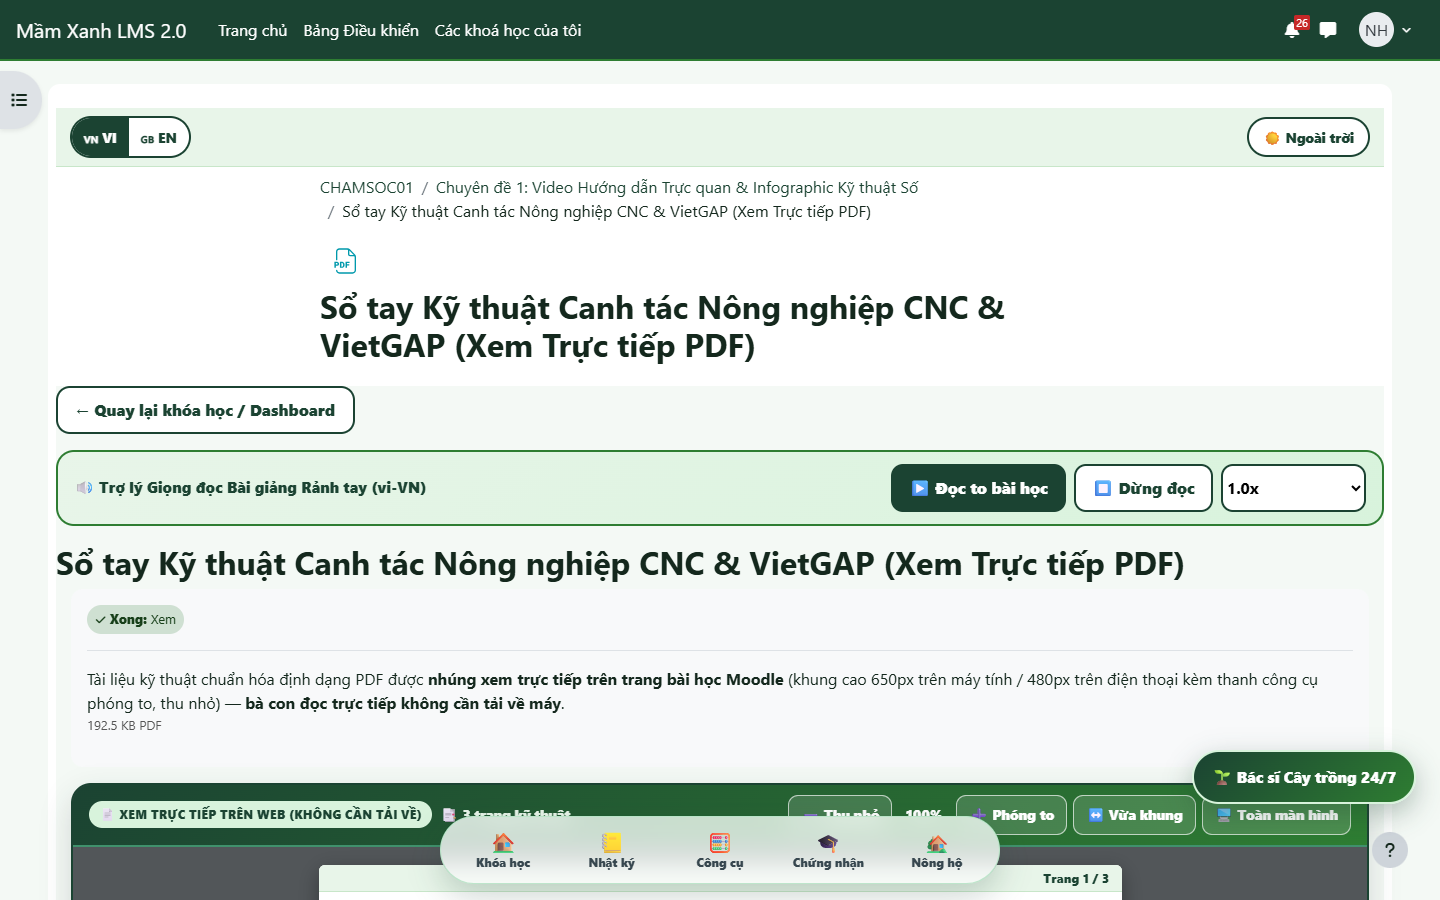 Mầm Xanh LMS 2.0 Trang chủ Bảng Điều khiển Các khoá học của tôi 26 NH
VN VI GB EN Ngoài trời
CHAMSOC01 / Chuyên đề 1: Video Hướng dẫn Trực quan & Infographic Kỹ thuật Số
/ Sổ tay Kỹ thuật Canh tác Nông nghiệp CNC & VietGAP (Xem Trực tiếp PDF)
PDF
Sổ tay Kỹ thuật Canh tác Nông nghiệp CNC &
VietGAP (Xem Trực tiếp PDF)
← Quay lại khóa học / Dashboard
Trợ lý Giọng đọc Bài giảng Rảnh tay (vi-VN) Đọc to bài học Dừng đọc 1.0x
Sổ tay Kỹ thuật Canh tác Nông nghiệp CNC & VietGAP (Xem Trực tiếp PDF)
Xong: Xem
Tài liệu kỹ thuật chuẩn hóa định dạng PDF được nhúng xem trực tiếp trên trang bài học Moodle (khung cao 650px trên máy tính / 480px trên điện thoại kèm thanh công cụ
phóng to, thu nhỏ) — bà con đọc trực tiếp không cần tải về máy.
192.5 KB PDF
Bác sĩ Cây trồng 24/7
XEM TRỰC TIẾP TRÊN WEB (KHÔNG CẦN TẢI VỀ) 3 trang kỹ thuật Thu nhỏ 100% Phóng to Vừa khung Toàn màn hình
Khóa học Nhật ký Công cụ Chứng nhận Nông hộ
?
Trang 1 / 3